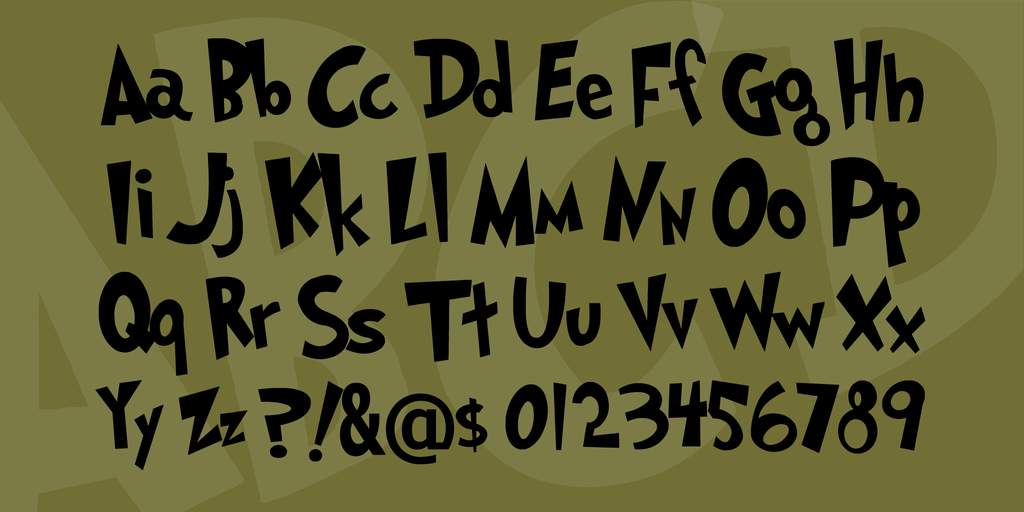 Aa Bb Cc Dd Ee Ff Gg Hh
Ii Jj Kk Ll Mm Nn Oo Pp
Qq Rr Ss Tt Uu Vv Ww Xx
Yy Zz ?!&@$ 0123456789
ABCD